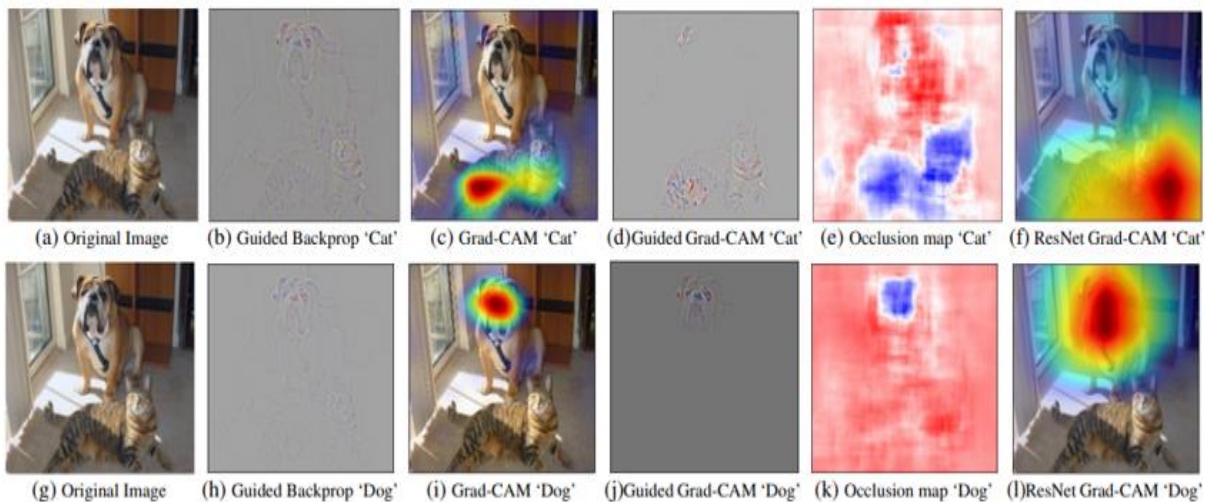 (a) Original Image (b) Guided Backprop ‘Cat’ (c) Grad-CAM ‘Cat’ (d)Guided Grad-CAM ‘Cat’ (e) Occlusion map ‘Cat’ (f) ResNet Grad-CAM ‘Cat’
(g) Original Image (h) Guided Backprop ‘Dog’ (i) Grad-CAM ‘Dog’ (j)Guided Grad-CAM ‘Dog’ (k) Occlusion map ‘Dog’ (l)ResNet Grad-CAM ‘Dog’